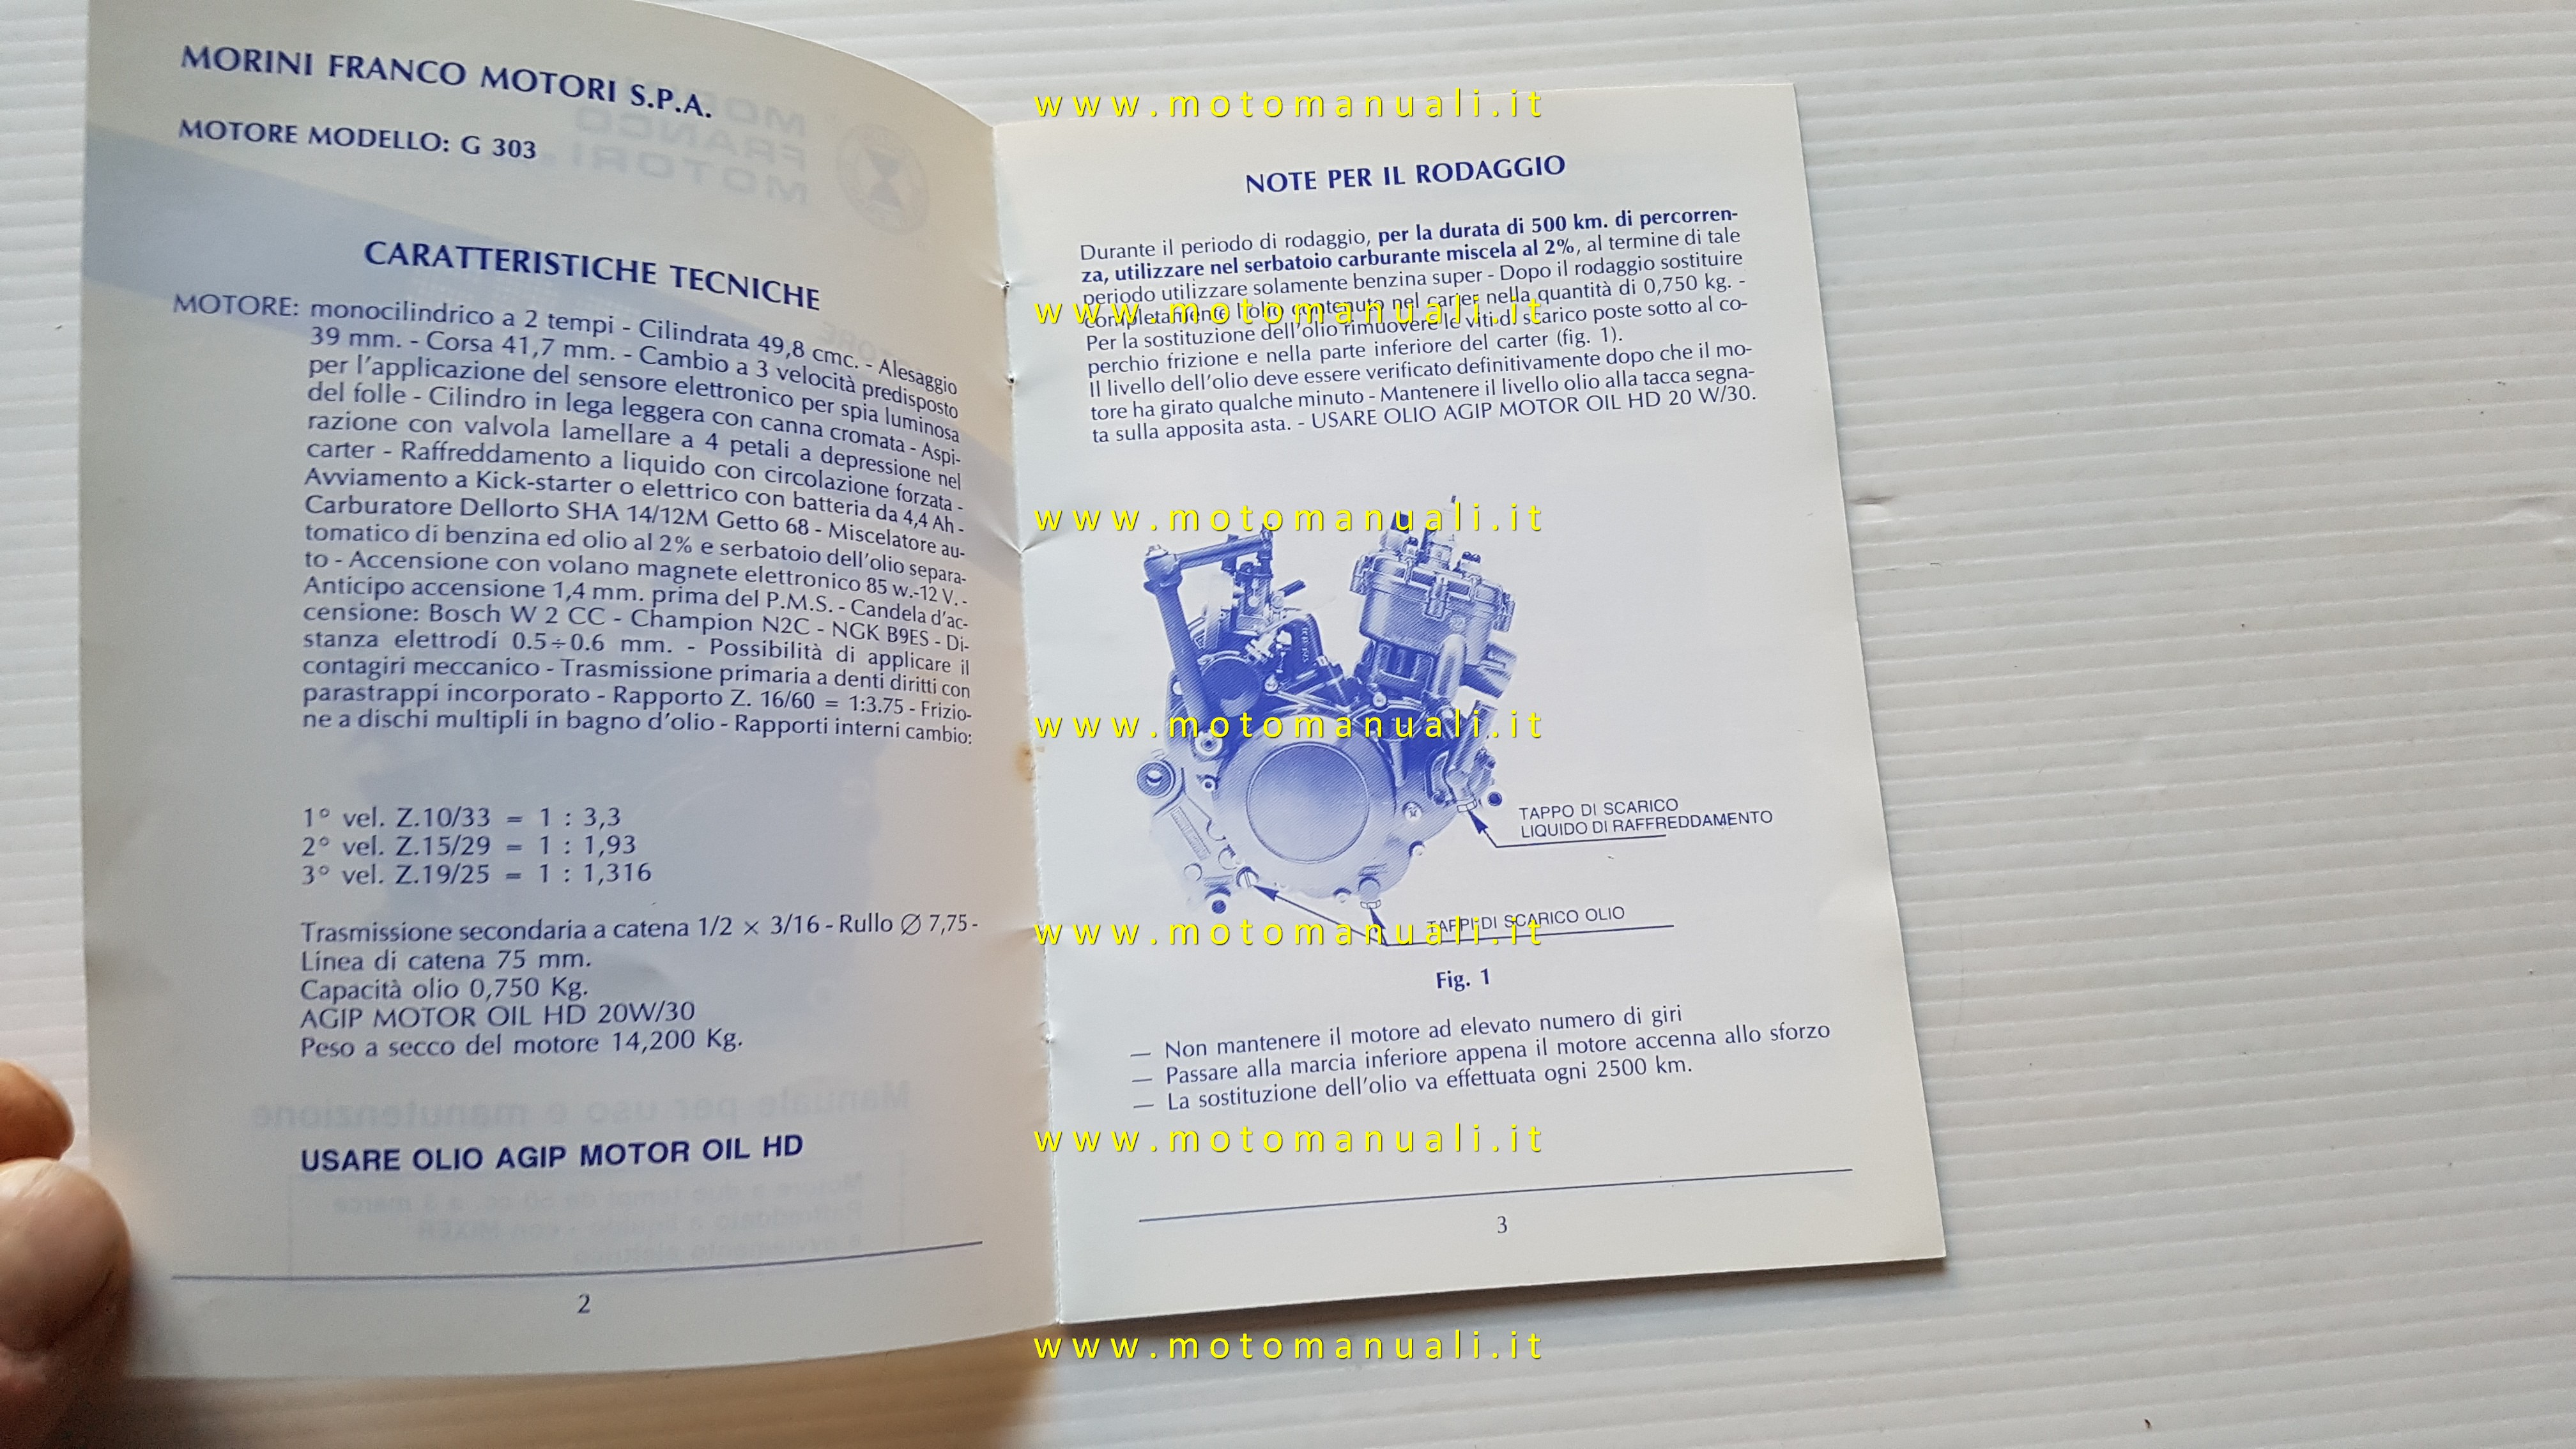 MORINI FRANCO MOTORI S.P.A.
MOTORE MODELLO: G 303
CARATTERISTICHE TECNICHE
MOTORE: monocilindrico a 2 tempi - Cilindrata 49,8 cmc. - Alesaggio
39 mm. - Corsa 41,7 mm. - Cambio a 3 velocità predisposto
per l'applicazione del sensore elettronico per spia luminosa
del folle - Cilindro in lega leggera con canna cromata - Aspi-
razione con valvola lamellare a 4 petali a depressione nel
carter - Raffreddamento a liquido con circolazione forzata -
Avviamento a Kick-starter o elettrico con batteria da 4,4 Ah -
Carburatore Dellorto SHA 14/12M Getto 68 - Miscelatore au-
tomatico di benzina ed olio al 2% e serbatoio dell'olio separa-
to - Accensione con volano magnete elettronico 85 w.-12 V. -
Anticipo accensione 1,4 mm. prima del P.M.S. - Candela d'ac-
censione: Bosch W 2 CC - Champion N2C - NGK B9ES - Di-
stanza elettrodi 0.5÷0.6 mm. - Possibilità di applicare il
contagiri meccanico - Trasmissione primaria a denti diritti con
parastrappi incorporato - Rapporto Z. 16/60 = 1:3.75 - Frizio-
ne a dischi multipli in bagno d'olio - Rapporti interni cambio:
1° vel. Z.10/33 = 1 : 3,3
2° vel. Z.15/29 = 1 : 1,93
3° vel. Z.19/25 = 1 : 1,316
Trasmissione secondaria a catena 1/2 × 3/16 - Rullo ∅ 7,75 -
Linea di catena 75 mm.
Capacità olio 0,750 Kg.
AGIP MOTOR OIL HD 20W/30
Peso a secco del motore 14,200 Kg.
USARE OLIO AGIP MOTOR OIL HD
2
www.motomanuali.it
NOTE PER IL RODAGGIO
Durante il periodo di rodaggio, per la durata di 500 km. di percorren-
za, utilizzare nel serbatoio carburante miscela al 2%, al termine di tale
periodo utilizzare solamente benzina super - Dopo il rodaggio sostituire
completamente l'olio contenuto nel carter nella quantità di 0,750 kg. -
www.motomanuali.it
Per la sostituzione dell'olio rimuovere le viti di scarico poste sotto al co-
perchio frizione e nella parte inferiore del carter (fig. 1).
Il livello dell'olio deve essere verificato definitivamente dopo che il mo-
tore ha girato qualche minuto - Mantenere il livello olio alla tacca segna-
ta sulla apposita asta. - USARE OLIO AGIP MOTOR OIL HD 20 W/30.
www.motomanuali.it
www.motomanuali.it
TAPPO DI SCARICO
LIQUIDO DI RAFFREDDAMENTO
TAPPI DI SCARICO OLIO
www.motomanuali.it
Fig. 1
— Non mantenere il motore ad elevato numero di giri
— Passare alla marcia inferiore appena il motore accenna allo sforzo
— La sostituzione dell'olio va effettuata ogni 2500 km.
www.motomanuali.it
3
www.motomanuali.it